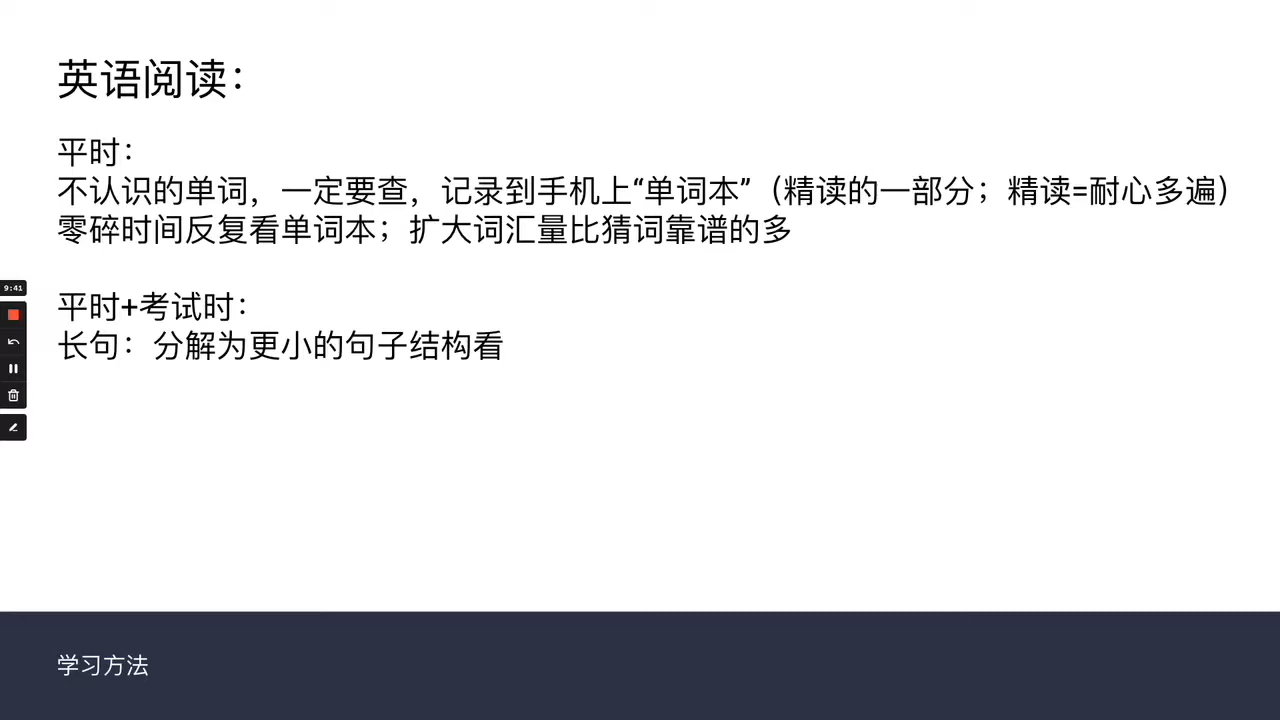 英语阅读：
平时：
不认识的单词，一定要查，记录到手机上“单词本”（精读的一部分；精读=耐心多遍）
零碎时间反复看单词本；扩大词汇量比猜词靠谱的多
9:41
平时+考试时：
长句：分解为更小的句子结构看
学习方法